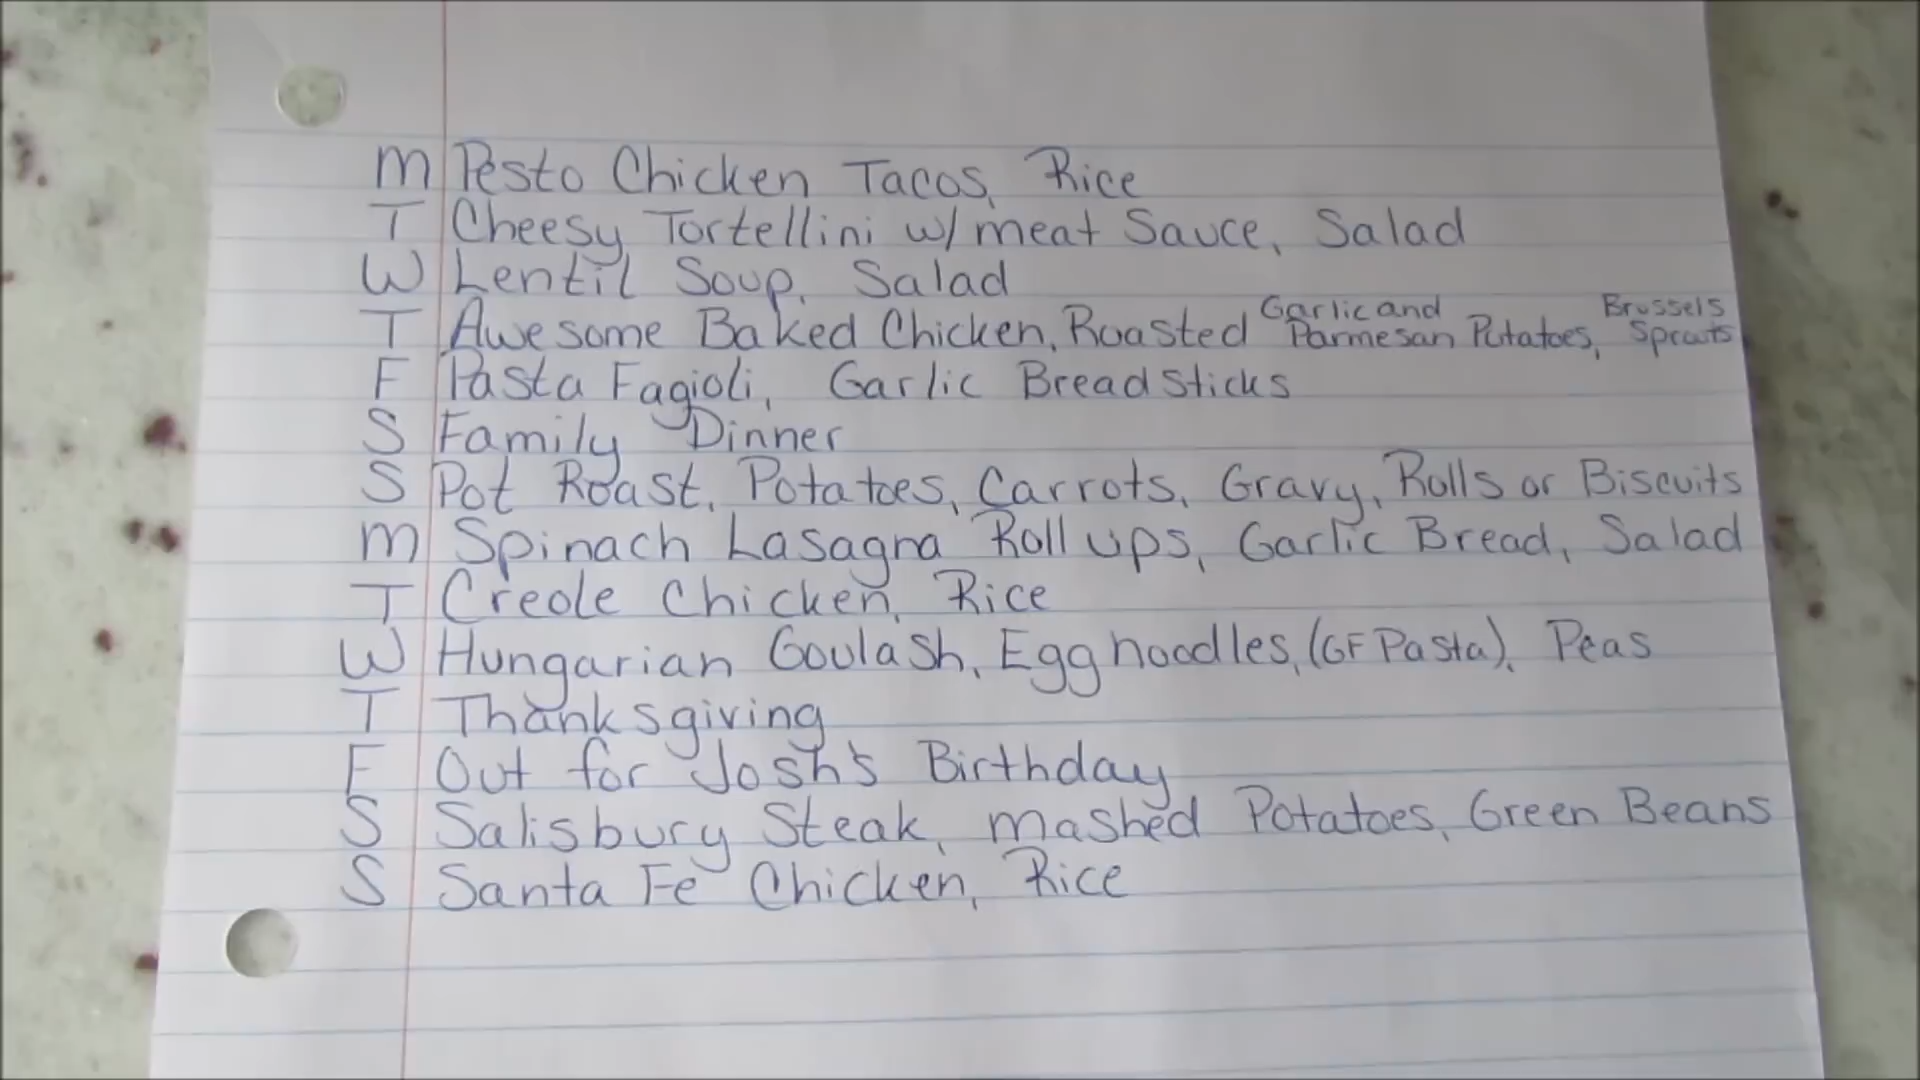 M Pesto Chicken Tacos, Rice
T Cheesy Tortellini w/ meat Sauce, Salad
W Lentil Soup, Salad
T Awesome Baked Chicken, Roasted Garlic and Parmesan Potatoes, Brussels Sprouts
F Pasta Fagioli, Garlic Breadsticks
S Family Dinner
S Pot Roast, Potatoes, Carrots, Gravy, Rolls or Biscuits
M Spinach Lasagna Roll ups, Garlic Bread, Salad
T Creole Chicken, Rice
W Hungarian Goulash, Egg noodles, (GF Pasta), Peas
T Thanksgiving
F Out for Josh's Birthday
S Salisbury Steak, mashed Potatoes, Green Beans
S Santa Fe Chicken, Rice